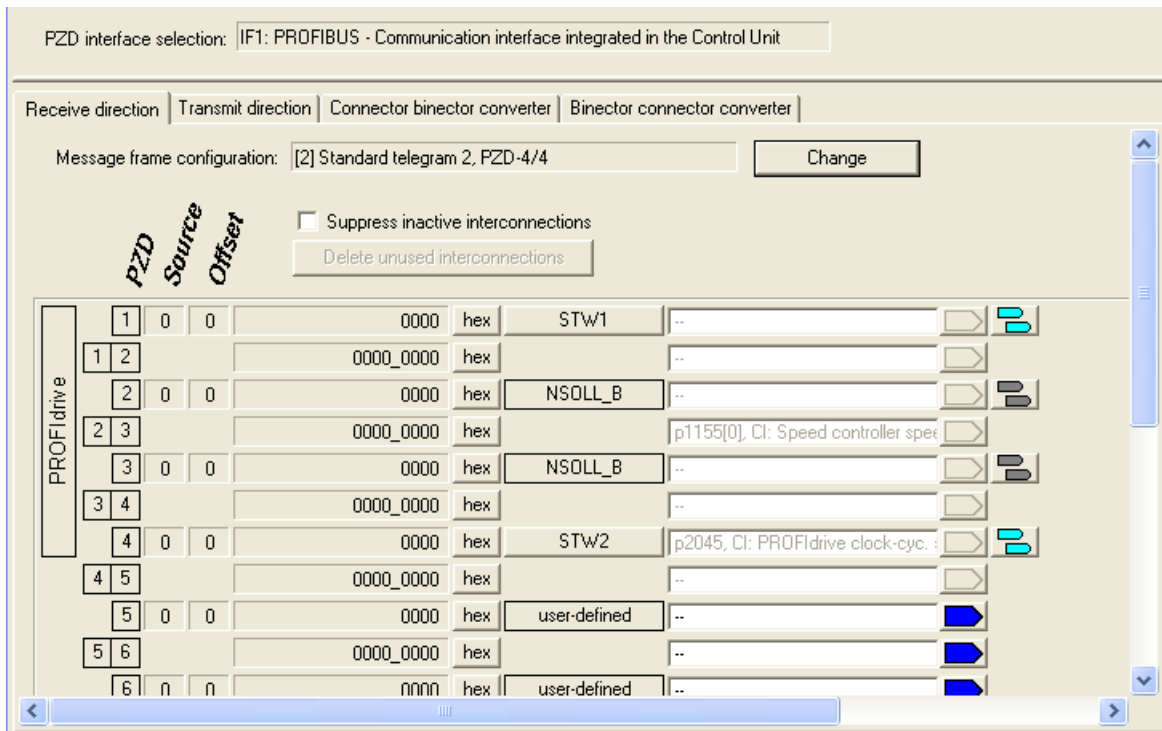 PZD interface selection: IF1: PROFIBUS - Communication interface integrated in the Control Unit
Receive direction Transmit direction Connector binector converter Binector connector converter
Message frame configuration: [2] Standard telegram 2, PZD-4/4 Change
PZD Source Offset
Suppress inactive interconnections
Delete unused interconnections
PROFIdrive
1 0 0 0000 hex STW1 --
1 2 0000_0000 hex --
2 0 0 0000 hex NSOLL_B --
2 3 0000_0000 hex p1155[0], CI: Speed controller spee
3 0 0 0000 hex NSOLL_B --
3 4 0000_0000 hex --
4 0 0 0000 hex STW2 p2045, CI: PROFIdrive clock-cyc.
4 5 0000_0000 hex --
5 0 0 0000 hex user-defined --
5 6 0000_0000 hex --
6 0 0 0000 hex user-defined --